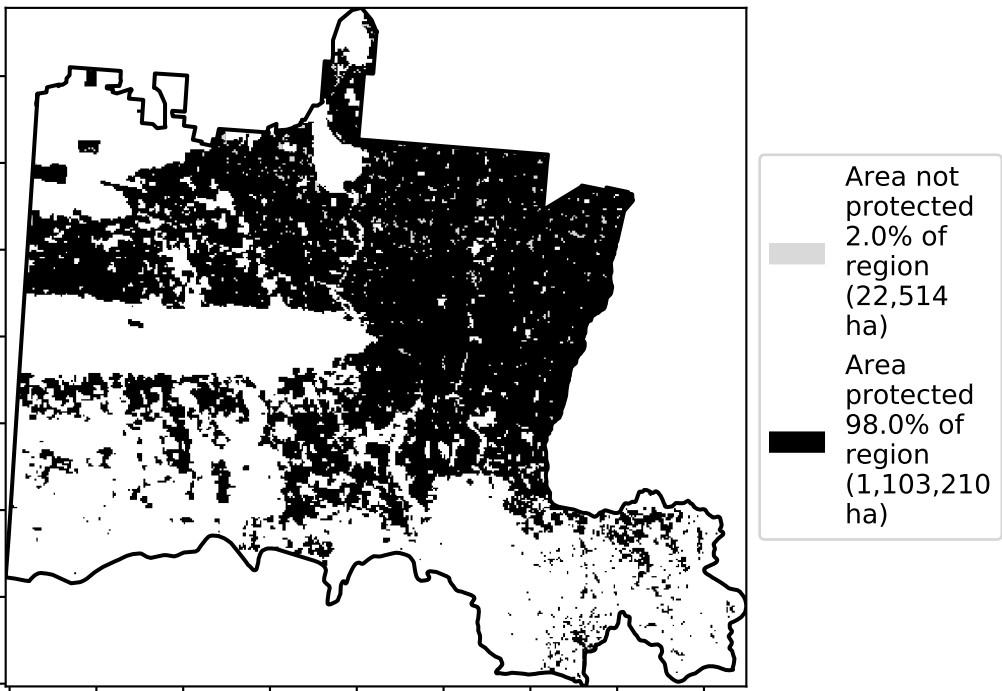 Area not
protected
2.0% of
region
(22,514
ha)
Area
protected
98.0% of
region
(1,103,210
ha)